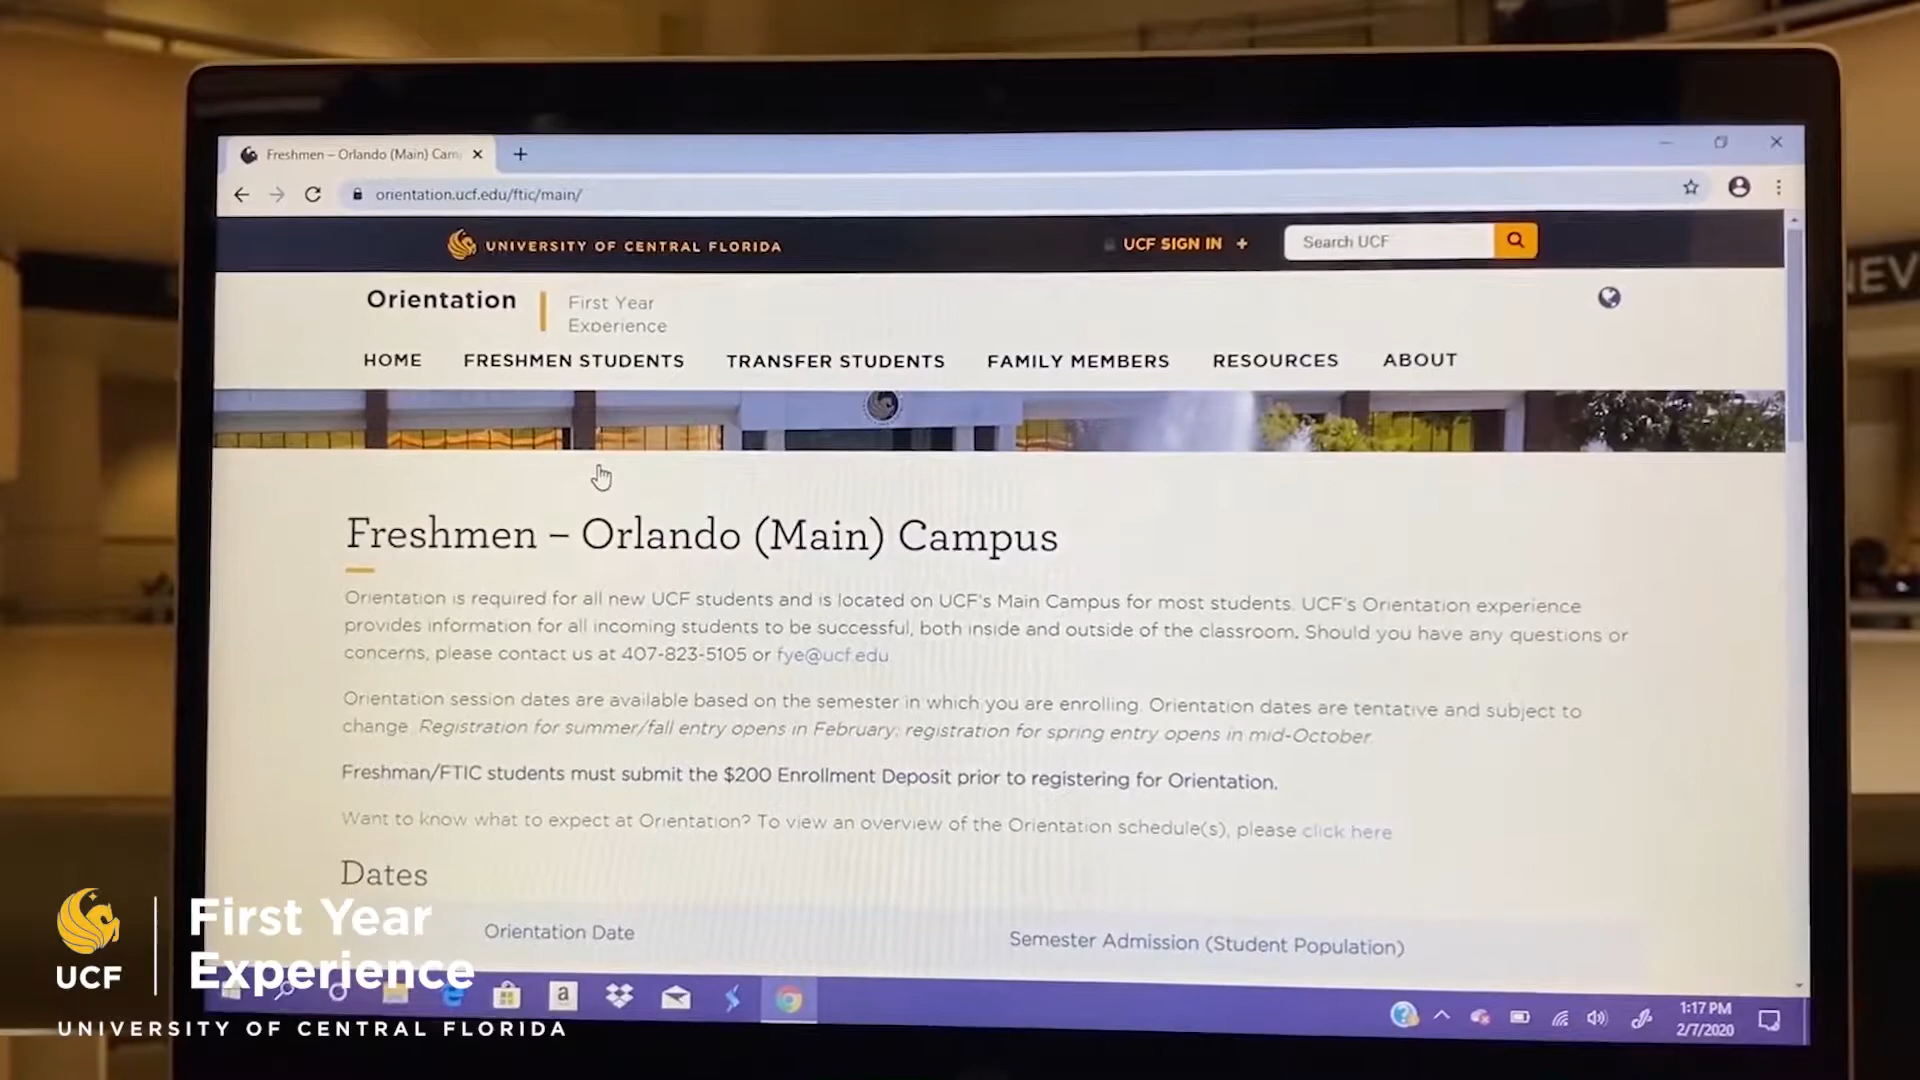 Freshmen – Orlando (Main) Cam
orientation.ucf.edu/ftic/main/
UNIVERSITY OF CENTRAL FLORIDA
UCF SIGN IN +
Search UCF
Orientation
First Year
Experience
HOME FRESHMEN STUDENTS TRANSFER STUDENTS FAMILY MEMBERS RESOURCES ABOUT
NEV
Freshmen – Orlando (Main) Campus
Orientation is required for all new UCF students and is located on UCF's Main Campus for most students. UCF's Orientation experience
provides information for all incoming students to be successful, both inside and outside of the classroom. Should you have any questions or
concerns, please contact us at 407-823-5105 or fye@ucf.edu.
Orientation session dates are available based on the semester in which you are enrolling. Orientation dates are tentative and subject to
change. Registration for summer/fall entry opens in February; registration for spring entry opens in mid-October.
Freshman/FTIC students must submit the $200 Enrollment Deposit prior to registering for Orientation.
Want to know what to expect at Orientation? To view an overview of the Orientation schedule(s), please click here
Dates
Orientation Date
Semester Admission (Student Population)
1:17 PM
2/7/2020
UCF
First Year
Experience
UNIVERSITY OF CENTRAL FLORIDA